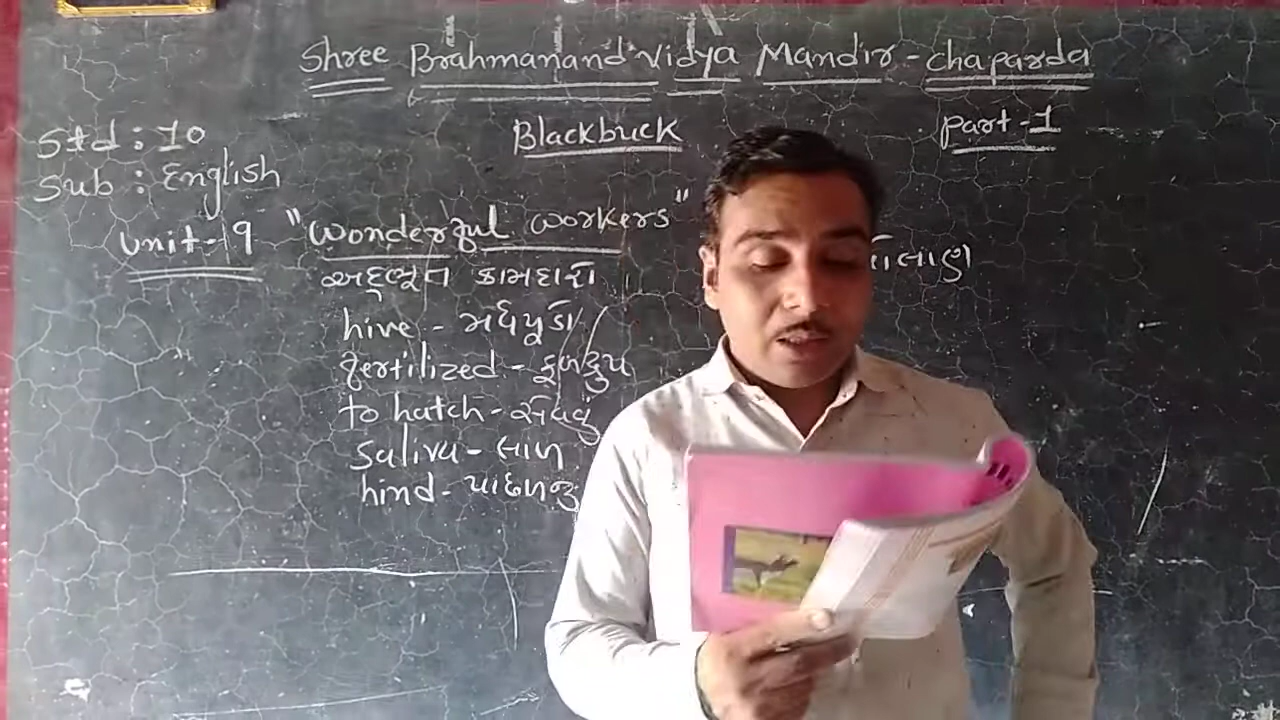 Shree Brahmanand Vidya Mandir - chaparda
Blackbuck
Part-1
Std : 10
Sub : English
Unit-9 "Wonderful workers"
અદ્ભૂત કામદારો
hive - મધપૂડો
fertilized - ફળદ્રુપ
to hatch - સેવવું
Saliva - લાળ
hind - પાછળનું